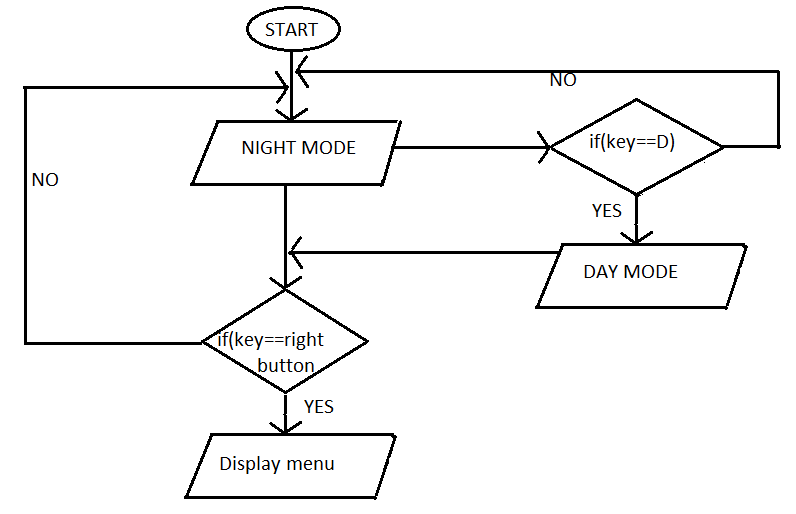 START
NO
NIGHT MODE
if(key==D)
NO
YES
DAY MODE
if(key==right
button
YES
Display menu